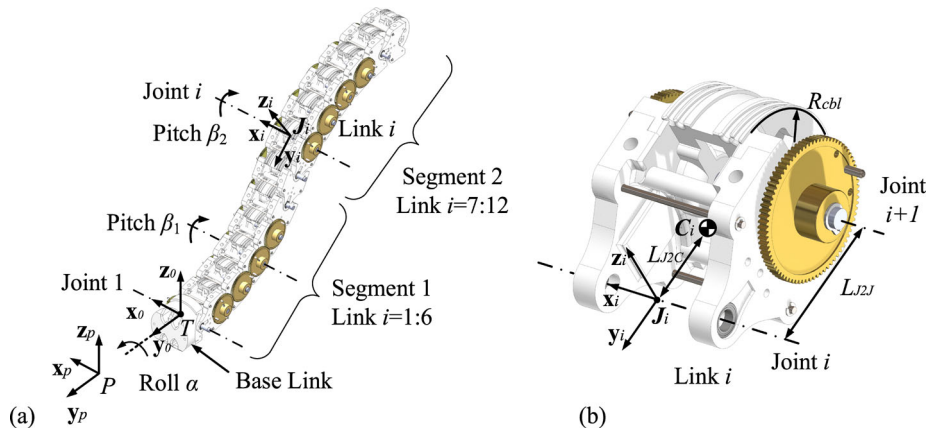 Joint i
Pitch β2
zi
xi
Ji
yi
Link i
Segment 2
Link i=7:12
Pitch β1
Segment 1
Link i=1:6
Joint 1
z0
x0
T
y0
zp
xp
P
yp
Roll α
Base Link
(a)
Rcbl
Joint
i+1
Ci
LJ2C
zi
xi
Ji
yi
LJ2J
Joint i
Link i
(b)